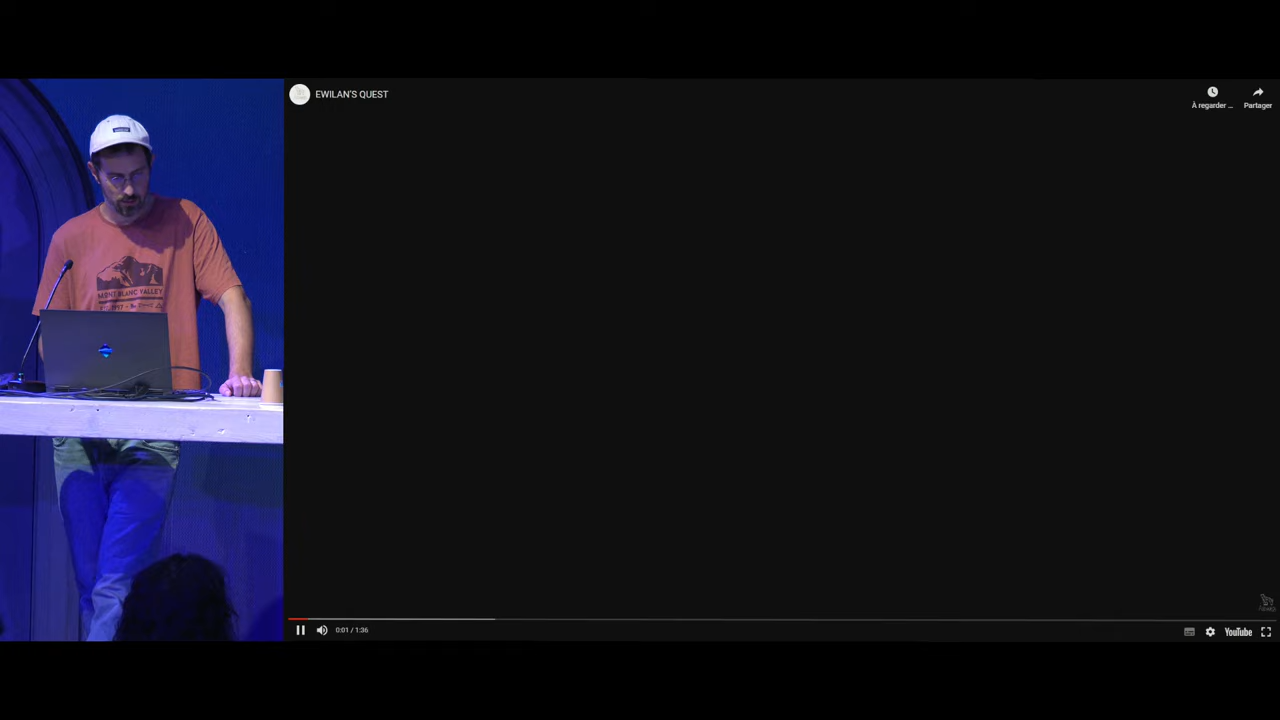 EWILAN'S QUEST
À regarder ...
Partager
MONT BLANC VALLEY
0:01 / 1:36
YouTube